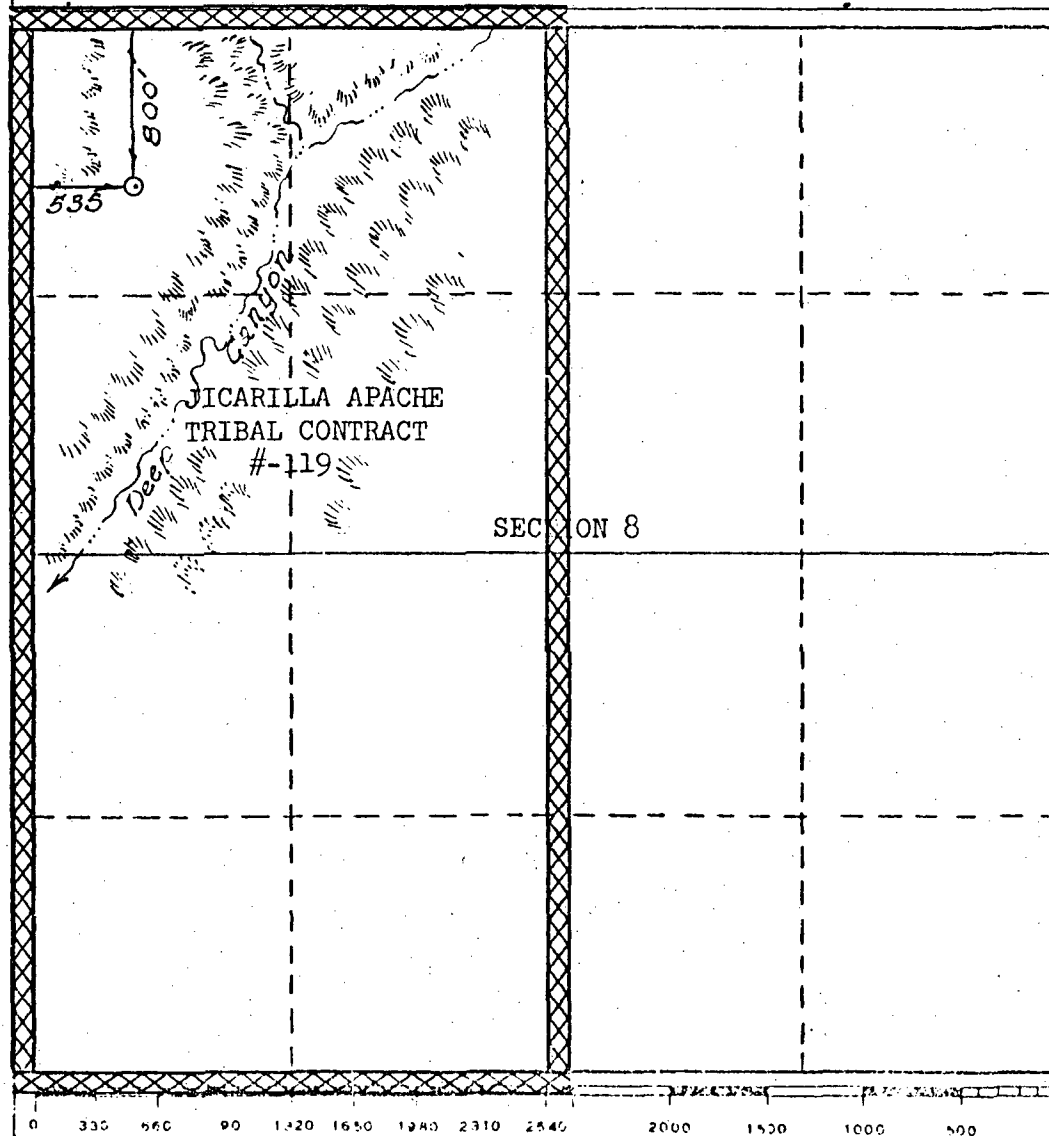 800'
535
Canyon
JICARILLA APACHE
TRIBAL CONTRACT
#-119
Deep
SECTION 8
0 330 660 90 1320 1650 1980 2310 2640 2000 1500 1000 500